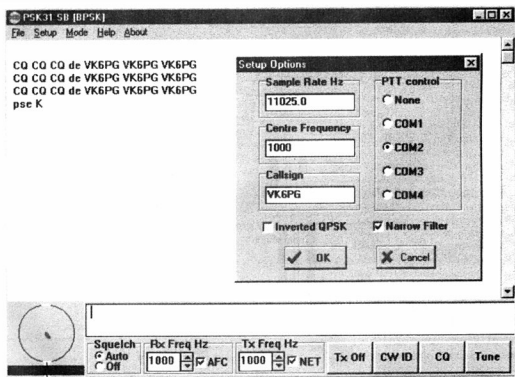 PSK31 SB [BPSK]
File Setup Mode Help About
CQ CQ CQ de VK6PG VK6PG VK6PG
CQ CQ CQ de VK6PG VK6PG VK6PG
CQ CQ CQ de VK6PG VK6PG VK6PG
pse K
Setup Options
Sample Rate Hz
11025.0
Centre Frequency
1000
Callsign
VK6PG
PTT control
None
COM1
COM2
COM3
COM4
Inverted QPSK
Narrow Filter
OK
Cancel
Squelch
Auto
Off
Rx Freq Hz
1000 AFC
Tx Freq Hz
1000 NET
Tx Off
CW ID
CQ
Tune